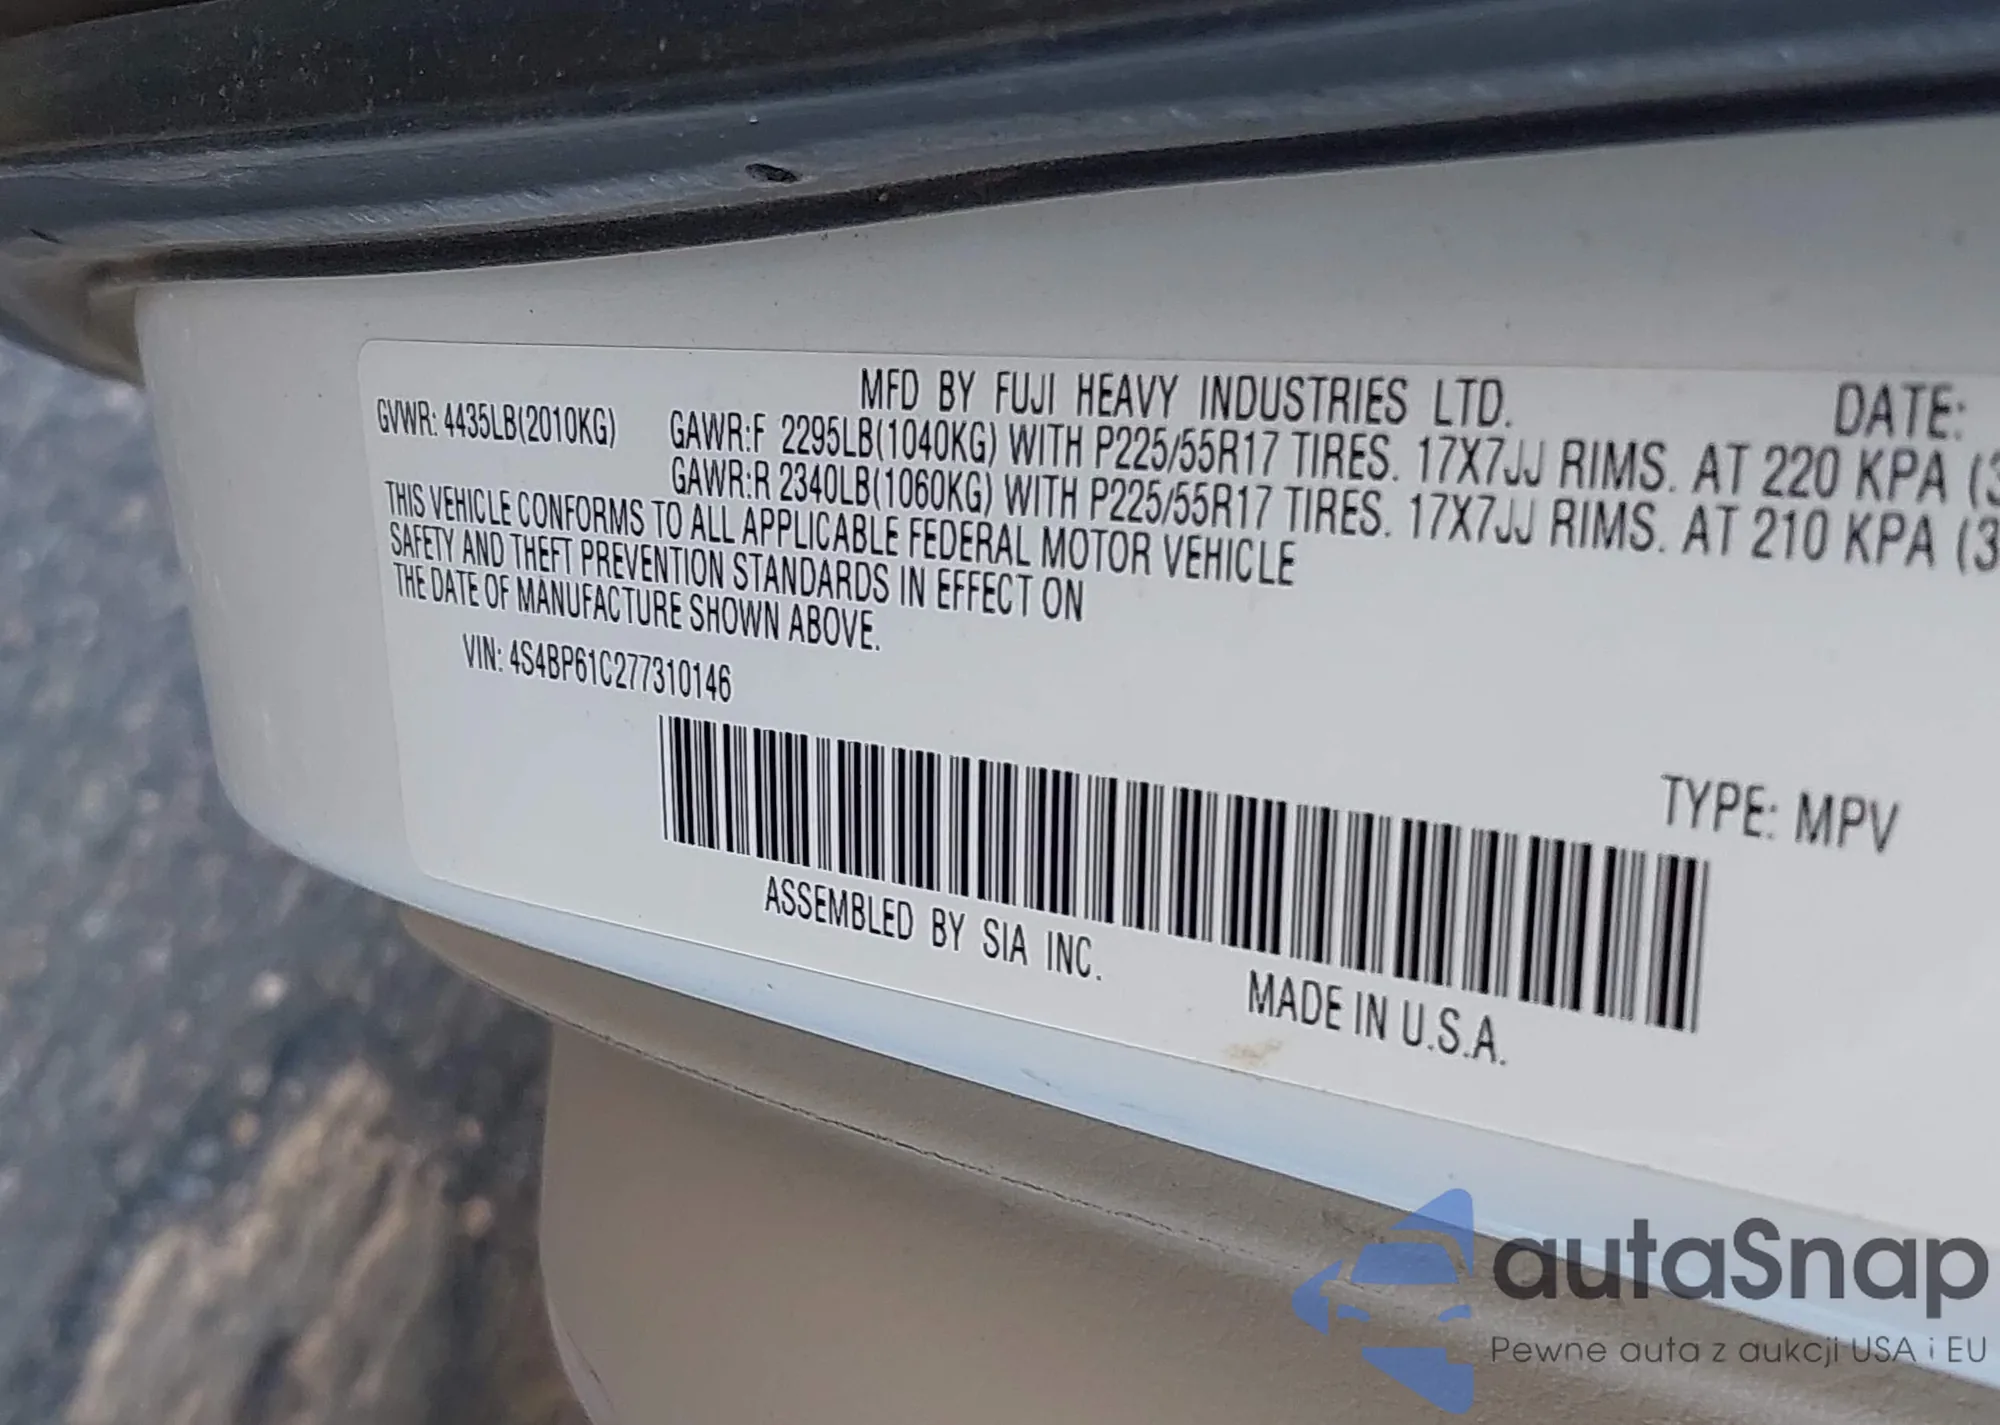 MFD BY FUJI HEAVY INDUSTRIES LTD. DATE:
GVWR: 4435LB(2010KG) GAWR:F 2295LB(1040KG) WITH P225/55R17 TIRES. 17X7JJ RIMS. AT 220 KPA (3
GAWR:R 2340LB(1060KG) WITH P225/55R17 TIRES. 17X7JJ RIMS. AT 210 KPA (3
THIS VEHICLE CONFORMS TO ALL APPLICABLE FEDERAL MOTOR VEHICLE
SAFETY AND THEFT PREVENTION STANDARDS IN EFFECT ON
THE DATE OF MANUFACTURE SHOWN ABOVE.
VIN: 4S4BP61C277310146
TYPE: MPV
ASSEMBLED BY SIA INC.
MADE IN U.S.A.
autaSnap
Pewne auta z aukcji USA i EU